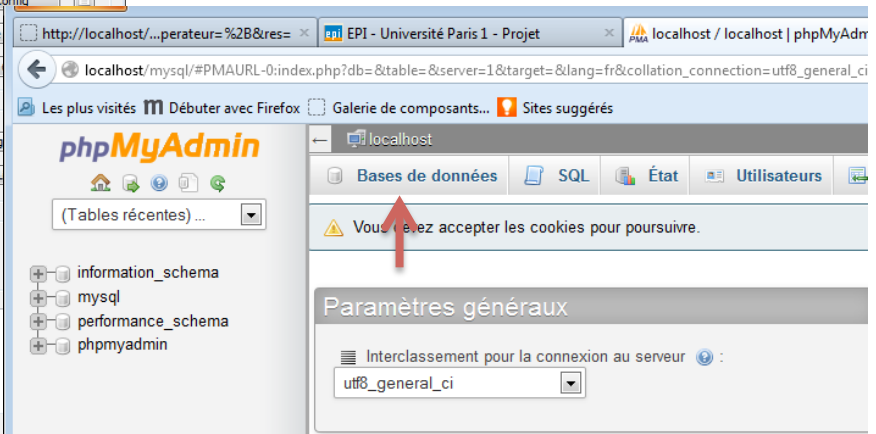 onfig
http://localhost/...perateur=%2B&res= ×
epi EPI - Université Paris 1 - Projet ×
PMA localhost / localhost | phpMyAdm
localhost/mysql/#PMAURL-0:index.php?db=&table=&server=1&target=&lang=fr&collation_connection=utf8_general_ci
Les plus visités m Débuter avec Firefox Galerie de composants... Sites suggérés
phpMyAdmin
(Tables récentes) ...
information_schema
mysql
performance_schema
phpmyadmin
← localhost
Bases de données SQL État Utilisateurs
Vous devez accepter les cookies pour poursuivre.
Paramètres généraux
Interclassement pour la connexion au serveur :
utf8_general_ci